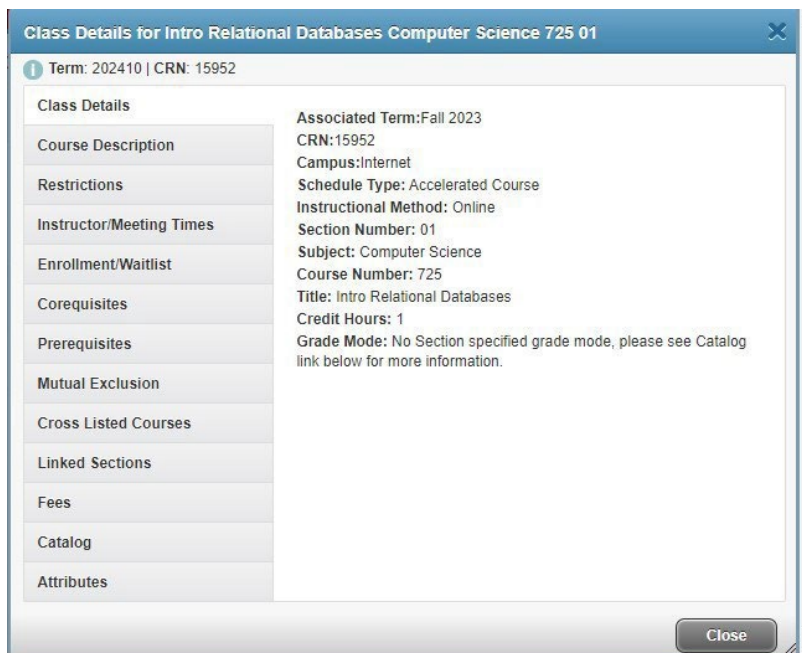 Class Details for Intro Relational Databases Computer Science 725 01
Term: 202410 | CRN: 15952
Class Details
Course Description
Restrictions
Instructor/Meeting Times
Enrollment/Waitlist
Corequisites
Prerequisites
Mutual Exclusion
Cross Listed Courses
Linked Sections
Fees
Catalog
Attributes
Associated Term:Fall 2023
CRN:15952
Campus:Internet
Schedule Type: Accelerated Course
Instructional Method: Online
Section Number: 01
Subject: Computer Science
Course Number: 725
Title: Intro Relational Databases
Credit Hours: 1
Grade Mode: No Section specified grade mode, please see Catalog
link below for more information.
Close